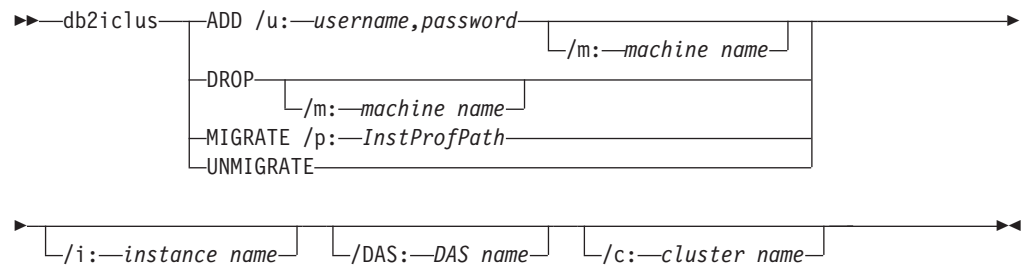 db2iclus ADD /u: username,password
/m: machine name
DROP
/m: machine name
MIGRATE /p: InstProfPath
UNMIGRATE
/i: instance name /DAS: DAS name /c: cluster name